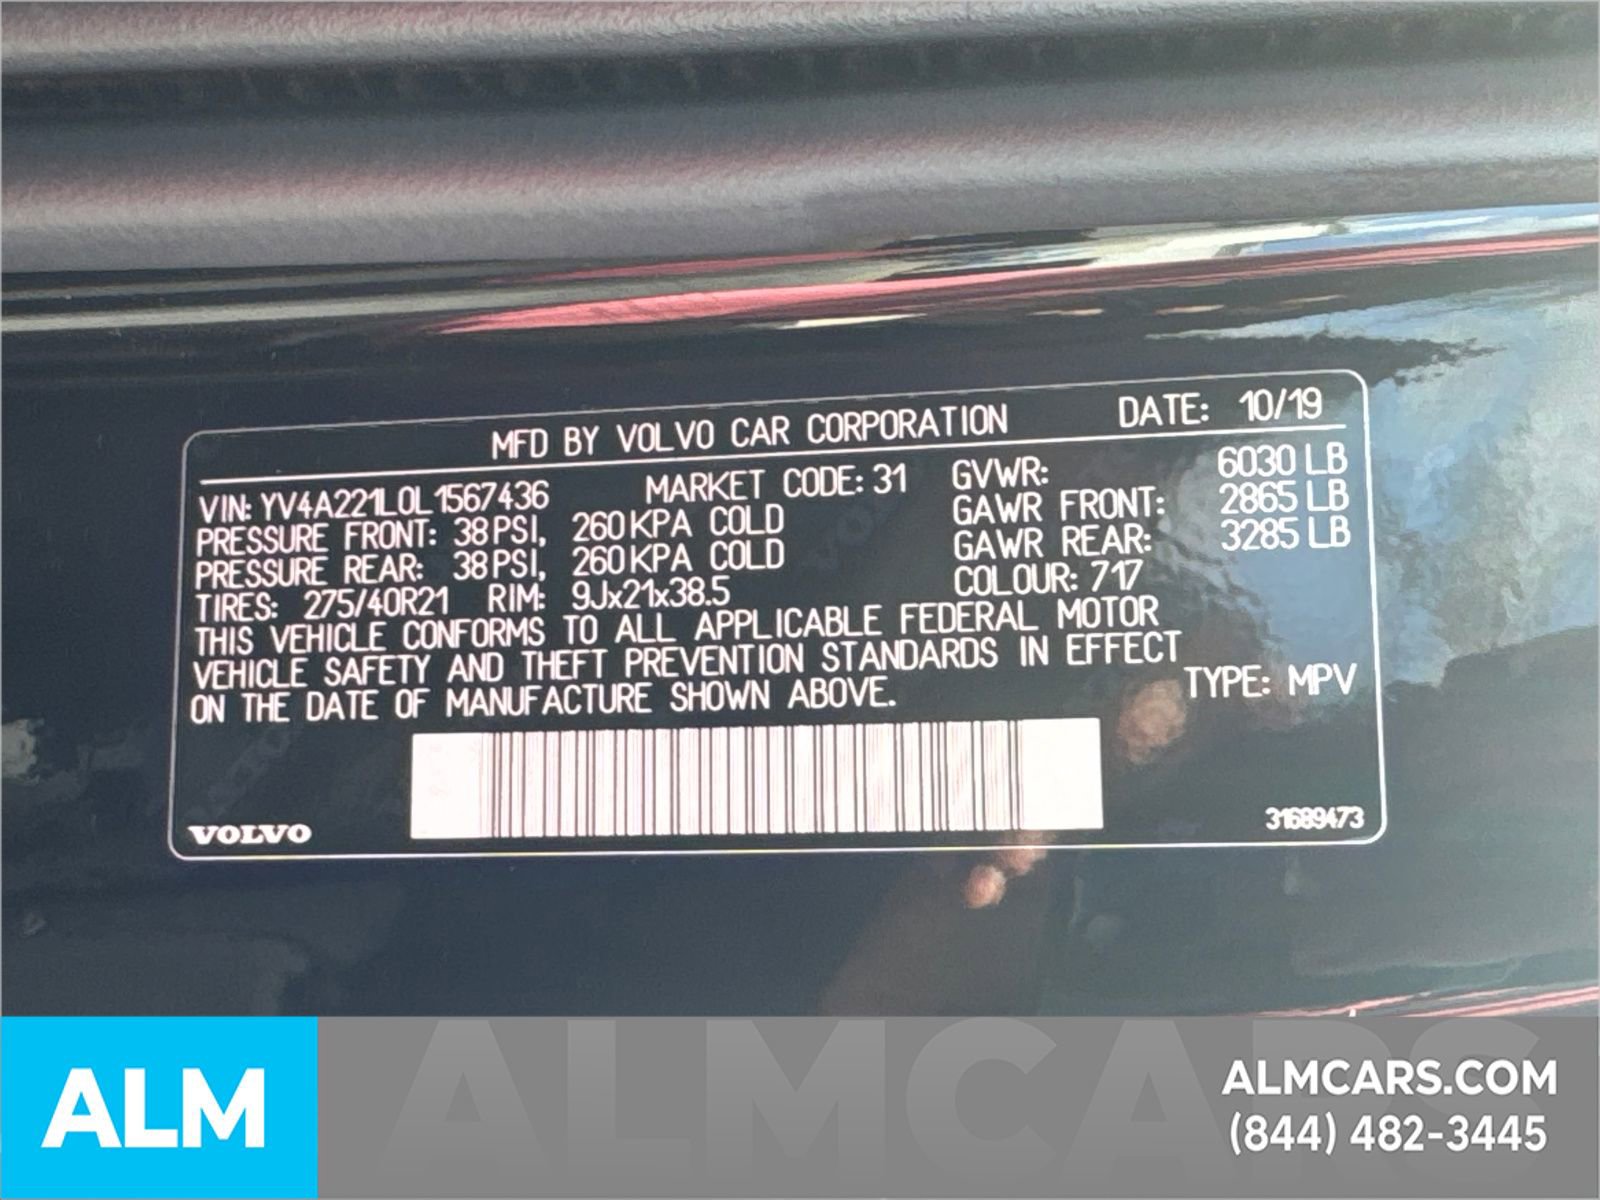 MFD BY VOLVO CAR CORPORATION DATE: 10/19
VIN: YV4A221L0L1567436 MARKET CODE: 31 GVWR: 6030 LB
PRESSURE FRONT: 38 PSI, 260 KPA COLD GAWR FRONT: 2865 LB
PRESSURE REAR: 38 PSI, 260 KPA COLD GAWR REAR: 3285 LB
TIRES: 275/40R21 RIM: 9Jx21x38.5 COLOUR: 717
THIS VEHICLE CONFORMS TO ALL APPLICABLE FEDERAL MOTOR
VEHICLE SAFETY AND THEFT PREVENTION STANDARDS IN EFFECT
ON THE DATE OF MANUFACTURE SHOWN ABOVE. TYPE: MPV
VOLVO 31689473
ALM
ALMCARS
ALMCARS.COM
(844) 482-3445